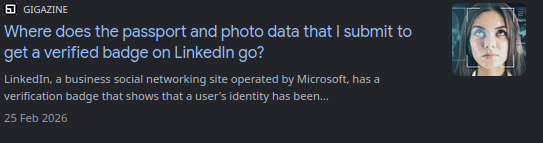 GIGAZINE
Where does the passport and photo data that I submit to
get a verified badge on LinkedIn go?
LinkedIn, a business social networking site operated by Microsoft, has a
verification badge that shows that a user's identity has been...
25 Feb 2026